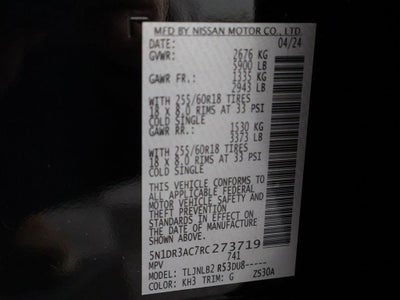 MFD BY NISSAN MOTOR CO., LTD.
DATE: 04/24
GVWR: 2676 KG
5900 LB
GAWR FR.: 1335 KG
2943 LB
WITH 255/60R18 TIRES
18 x 8.0 RIMS AT 33 PSI
COLD SINGLE
GAWR RR.: 1530 KG
3373 LB
WITH 255/60R18 TIRES
18 x 8.0 RIMS AT 33 PSI
COLD SINGLE
THIS VEHICLE CONFORMS TO
ALL APPLICABLE FEDERAL
MOTOR VEHICLE SAFETY AND
THEFT PREVENTION
STANDARDS IN EFFECT ON
THE DATE OF MANUFACTURE
5N1DR3AC7RC273719
MPV 741
TLJNLB2 R53DU8-----
COLOR: KH3 TRIM: G ZS30A